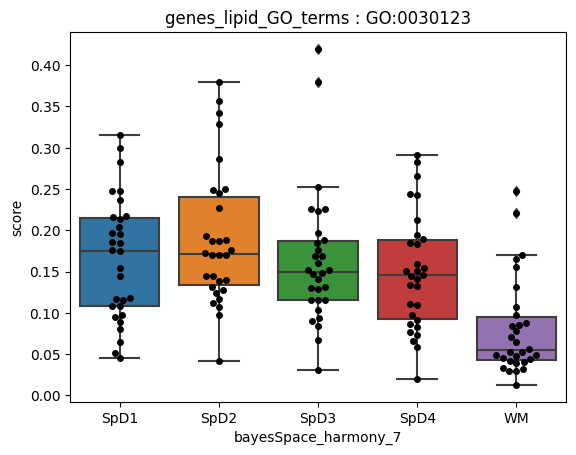 genes_lipid_GO_terms : GO:0030123
0.40
0.35
0.30
0.25
0.20
0.15
0.10
0.05
0.00
score
SpD1 SpD2 SpD3 SpD4 WM
bayesSpace_harmony_7